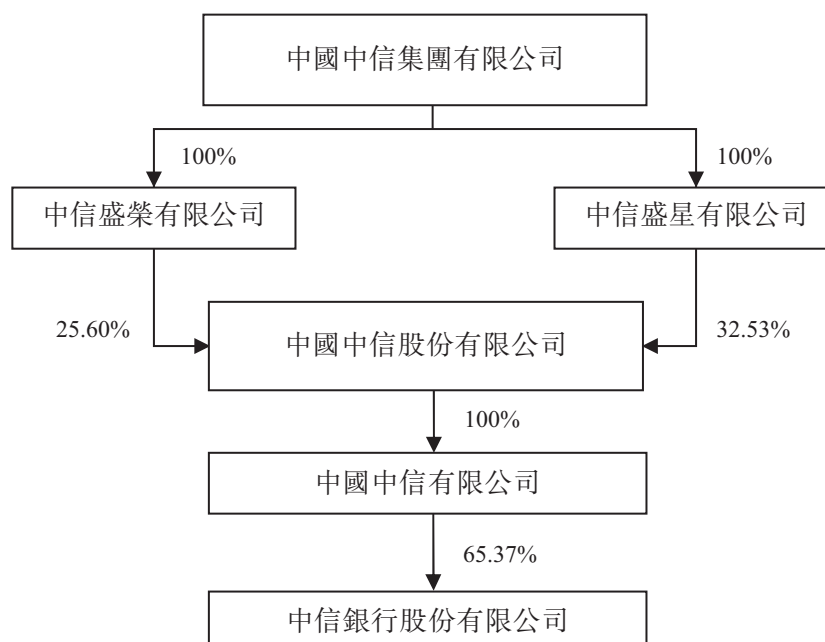 中國中信集團有限公司
100%
100%
中信盛榮有限公司
中信盛星有限公司
25.60%
中國中信股份有限公司
32.53%
100%
中國中信有限公司
65.37%
中信銀行股份有限公司